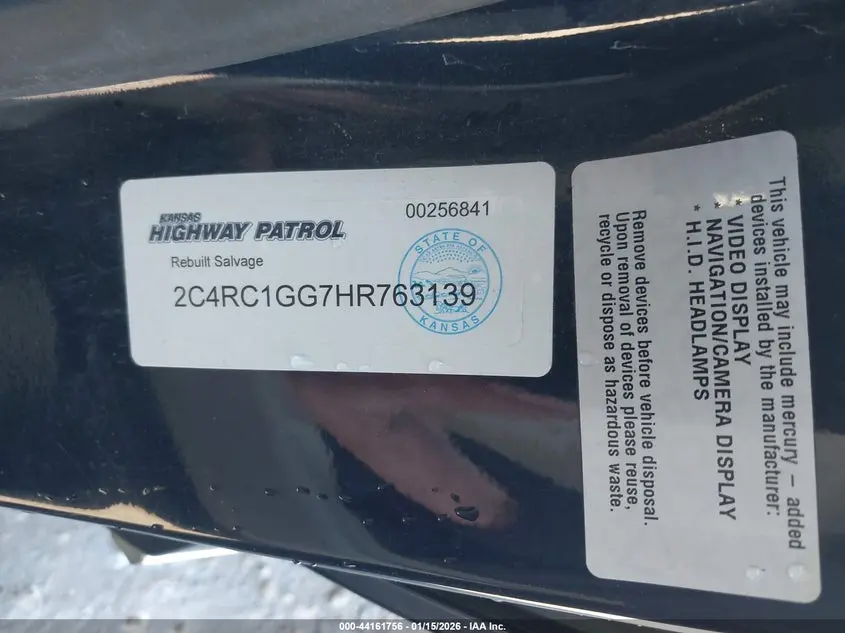 KANSAS
HIGHWAY PATROL
00256841
Rebuilt Salvage
2C4RC1GG7HR763139
STATE OF
KANSAS
This vehicle may include mercury – added
devices installed by the manufacturer:
* VIDEO DISPLAY
NAVIGATION/CAMERA DISPLAY
* H.I.D. HEADLAMPS
Remove devices before vehicle disposal.
Upon removal of devices please reuse,
recycle or dispose as hazardous waste.
000-44161756 - 01/15/2026 - IAA Inc.